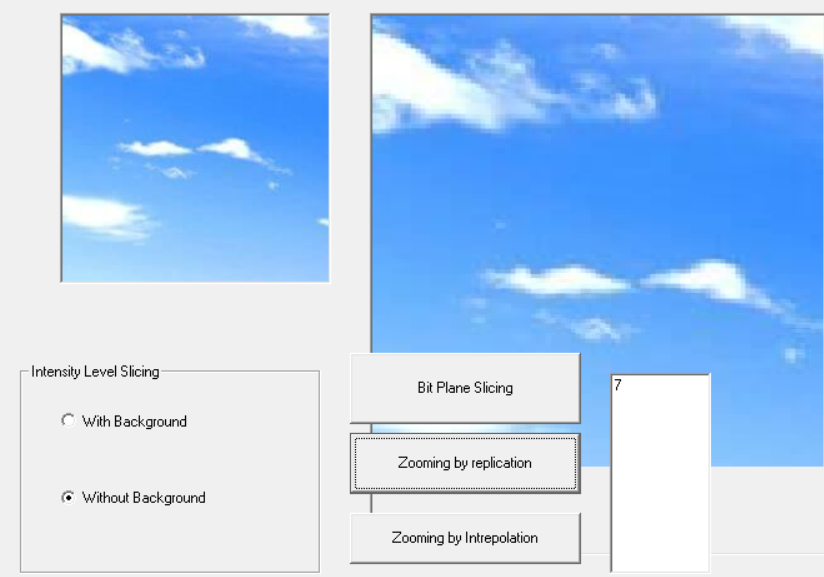 Intensity Level Slicing
With Background
Without Background
Bit Plane Slicing
Zooming by replication
Zooming by Intrepolation
7